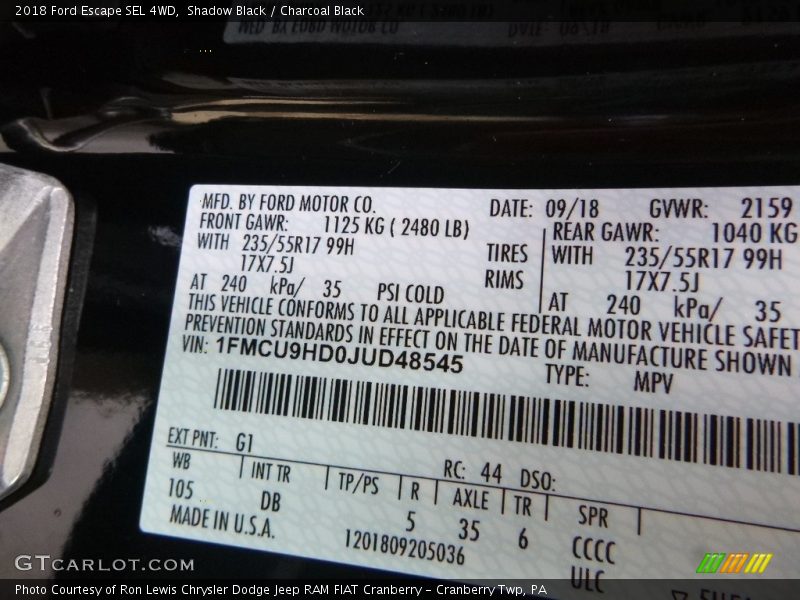 2018 Ford Escape SEL 4WD, Shadow Black / Charcoal Black
MFD. BY FORD MOTOR CO. DATE: 09/18 GVWR: 2159
FRONT GAWR: 1125 KG ( 2480 LB) REAR GAWR: 1040 KG
WITH 235/55R17 99H TIRES WITH 235/55R17 99H
17X7.5J RIMS 17X7.5J
AT 240 kPa/ 35 PSI COLD AT 240 kPa/ 35
THIS VEHICLE CONFORMS TO ALL APPLICABLE FEDERAL MOTOR VEHICLE SAFET
PREVENTION STANDARDS IN EFFECT ON THE DATE OF MANUFACTURE SHOWN
VIN: 1FMCU9HD0JUD48545 TYPE: MPV
EXT PNT: G1 RC: 44 DSO:
WB INT TR TP/PS R AXLE TR SPR
105 DB 5 35 6 CCCC
MADE IN U.S.A. 1201809205036 ULC
GTCARLOT.COM
Photo Courtesy of Ron Lewis Chrysler Dodge Jeep RAM FIAT Cranberry – Cranberry Twp, PA